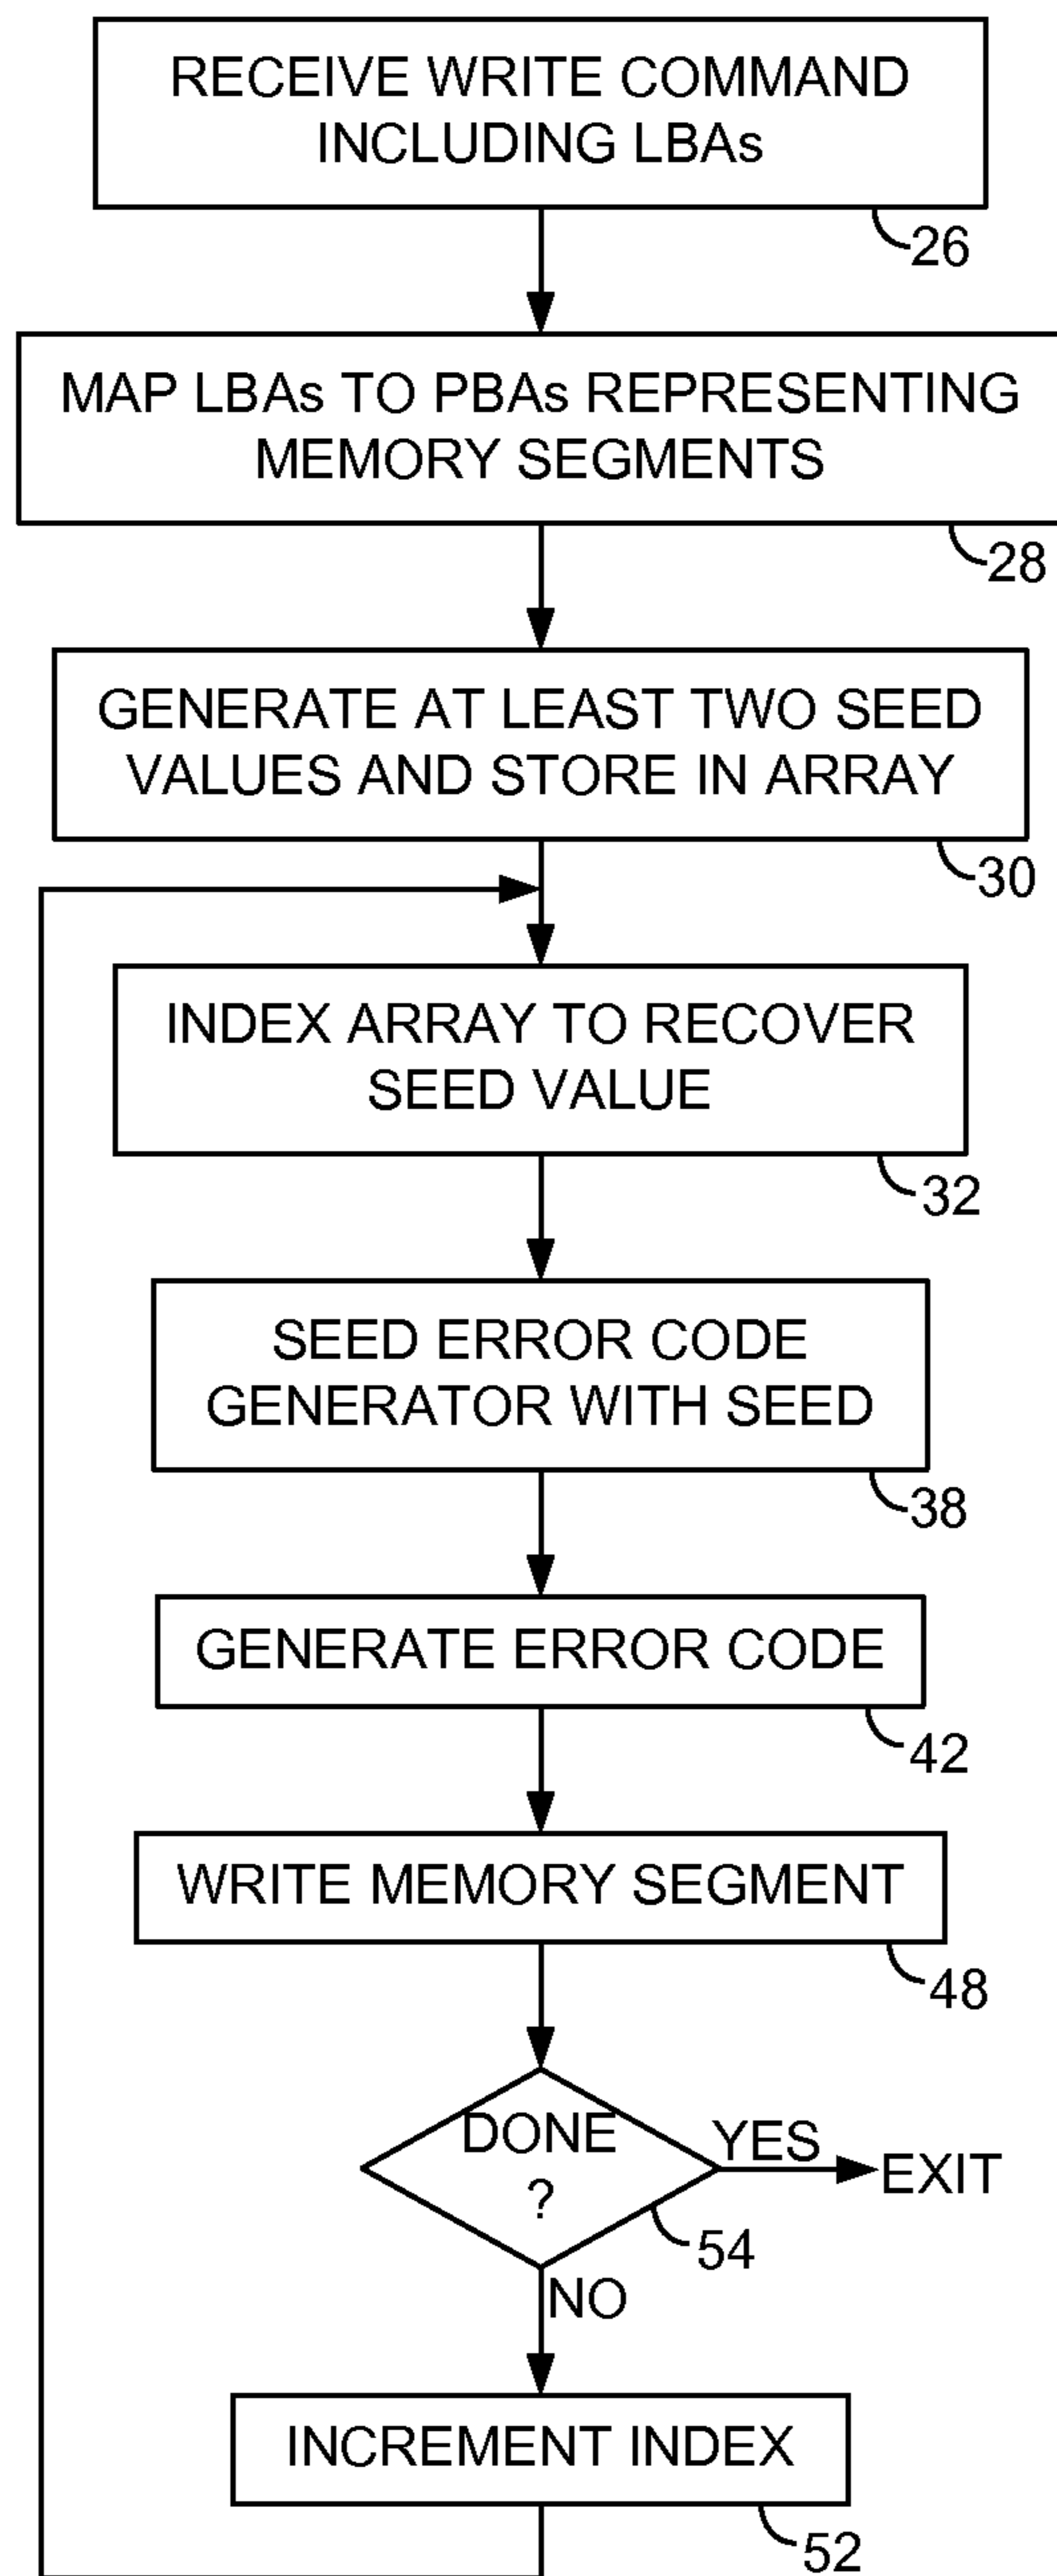 RECEIVE WRITE COMMAND
INCLUDING LBAs
26
MAP LBAs TO PBAs REPRESENTING
MEMORY SEGMENTS
28
GENERATE AT LEAST TWO SEED
VALUES AND STORE IN ARRAY
30
INDEX ARRAY TO RECOVER
SEED VALUE
32
SEED ERROR CODE
GENERATOR WITH SEED
38
GENERATE ERROR CODE
42
WRITE MEMORY SEGMENT
48
DONE
?
YES
EXIT
54
NO
INCREMENT INDEX
52